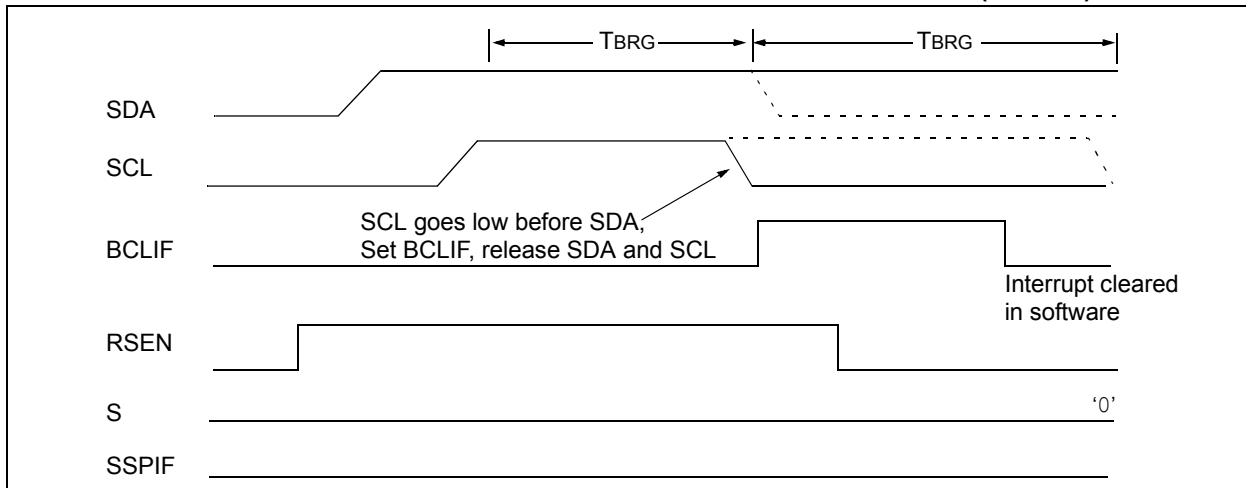 TBRG TBRG
SDA
SCL
SCL goes low before SDA,
Set BCLIF, release SDA and SCL
BCLIF
Interrupt cleared
in software
RSEN
S
‘0’
SSPIF